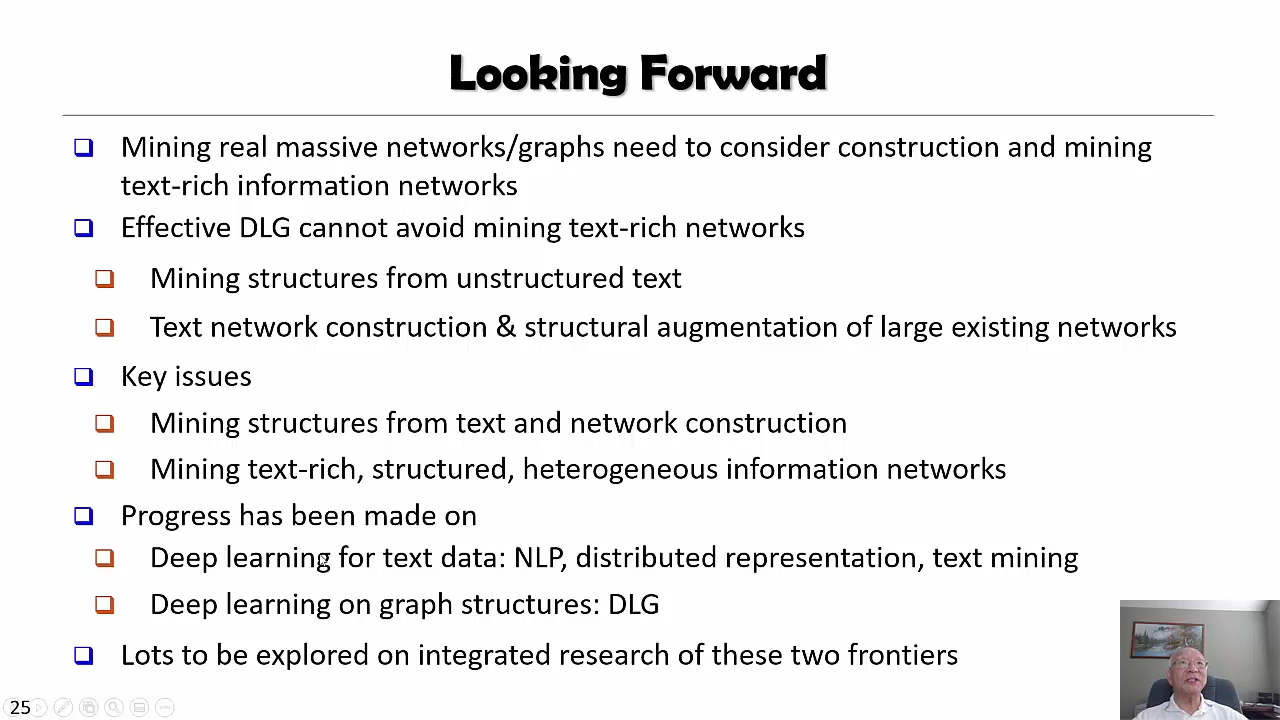 Looking Forward
Mining real massive networks/graphs need to consider construction and mining
text-rich information networks
Effective DLG cannot avoid mining text-rich networks
Mining structures from unstructured text
Text network construction & structural augmentation of large existing networks
Key issues
Mining structures from text and network construction
Mining text-rich, structured, heterogeneous information networks
Progress has been made on
Deep learning for text data: NLP, distributed representation, text mining
Deep learning on graph structures: DLG
Lots to be explored on integrated research of these two frontiers
25